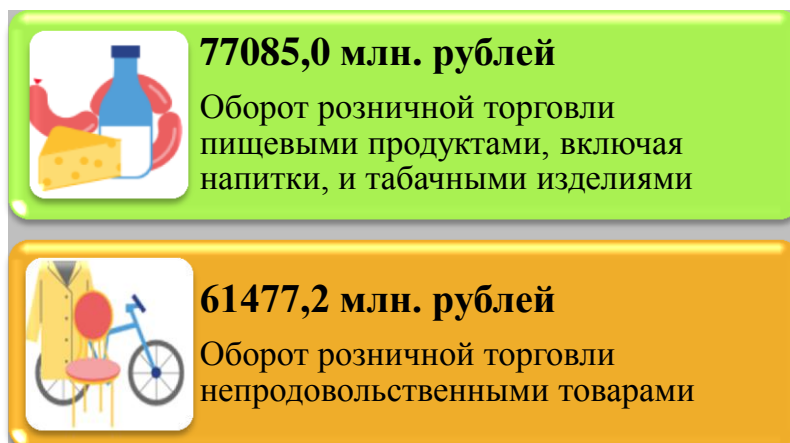 77085,0 млн. рублей
Оборот розничной торговли
пищевыми продуктами, включая
напитки, и табачными изделиями
61477,2 млн. рублей
Оборот розничной торговли
непродовольственными товарами